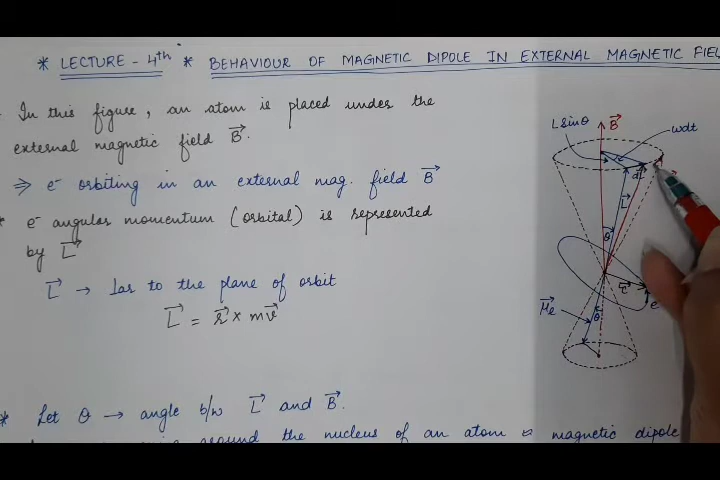 * LECTURE - 4th * BEHAVIOUR OF MAGNETIC DIPOLE IN EXTERNAL MAGNETIC FIEL
- In this figure, an atom is placed under the
external magnetic field B⃗.
⇒ e⁻ orbiting in an external mag. field B⃗
* e⁻ angular momentum (orbital) is represented
by L⃗
L⃗ → ⊥ar to the plane of orbit
L⃗ = r⃗ × mv⃗
* Let θ → angle b/w L⃗ and B⃗.
around the nucleus of an atom ≈ magnetic dipole
L sinθ
B⃗
ωdt
dL
L⃗
θ
r⃗
e⁻
μ⃗e
θ